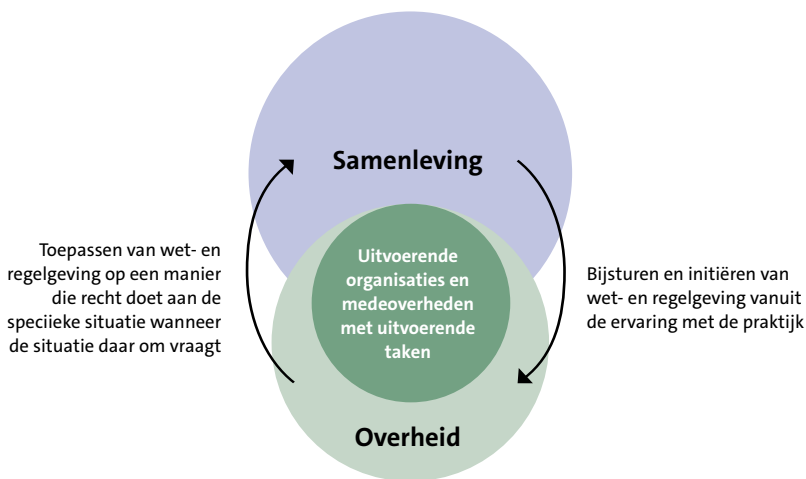 Samenleving
Toepassen van wet- en
regelgeving op een manier
die recht doet aan de
speciieke situatie wanneer
de situatie daar om vraagt
Uitvoerende
organisaties en
medeoverheden
met uitvoerende
taken
Bijsturen en initiëren van
wet- en regelgeving vanuit
de ervaring met de praktijk
Overheid